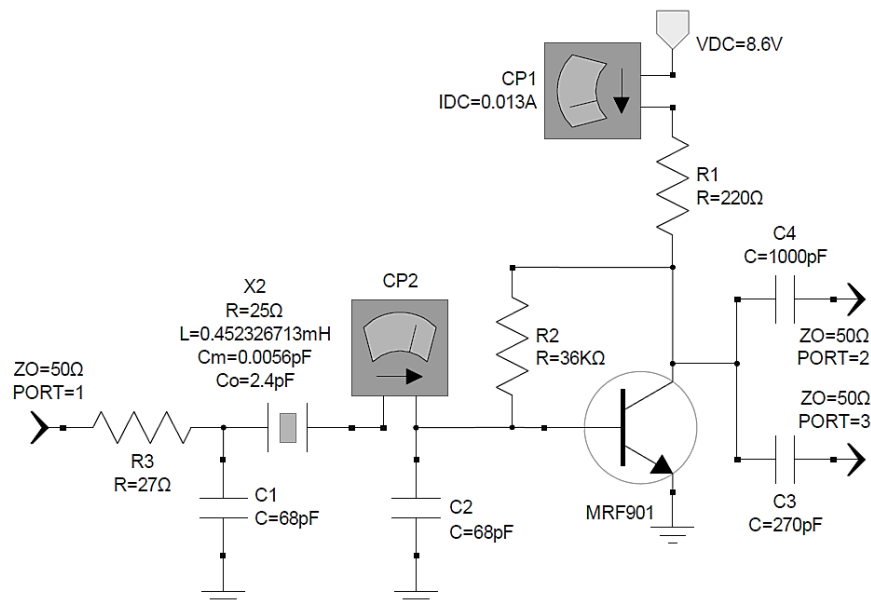 VDC=8.6V
CP1
IDC=0.013A
R1
R=220Ω
C4
C=1000pF
X2
R=25Ω
L=0.452326713mH
Cm=0.0056pF
Co=2.4pF
CP2
R2
R=36KΩ
ZO=50Ω
PORT=2
ZO=50Ω
PORT=1
ZO=50Ω
PORT=3
R3
R=27Ω
C1
C=68pF
C2
C=68pF
MRF901
C3
C=270pF